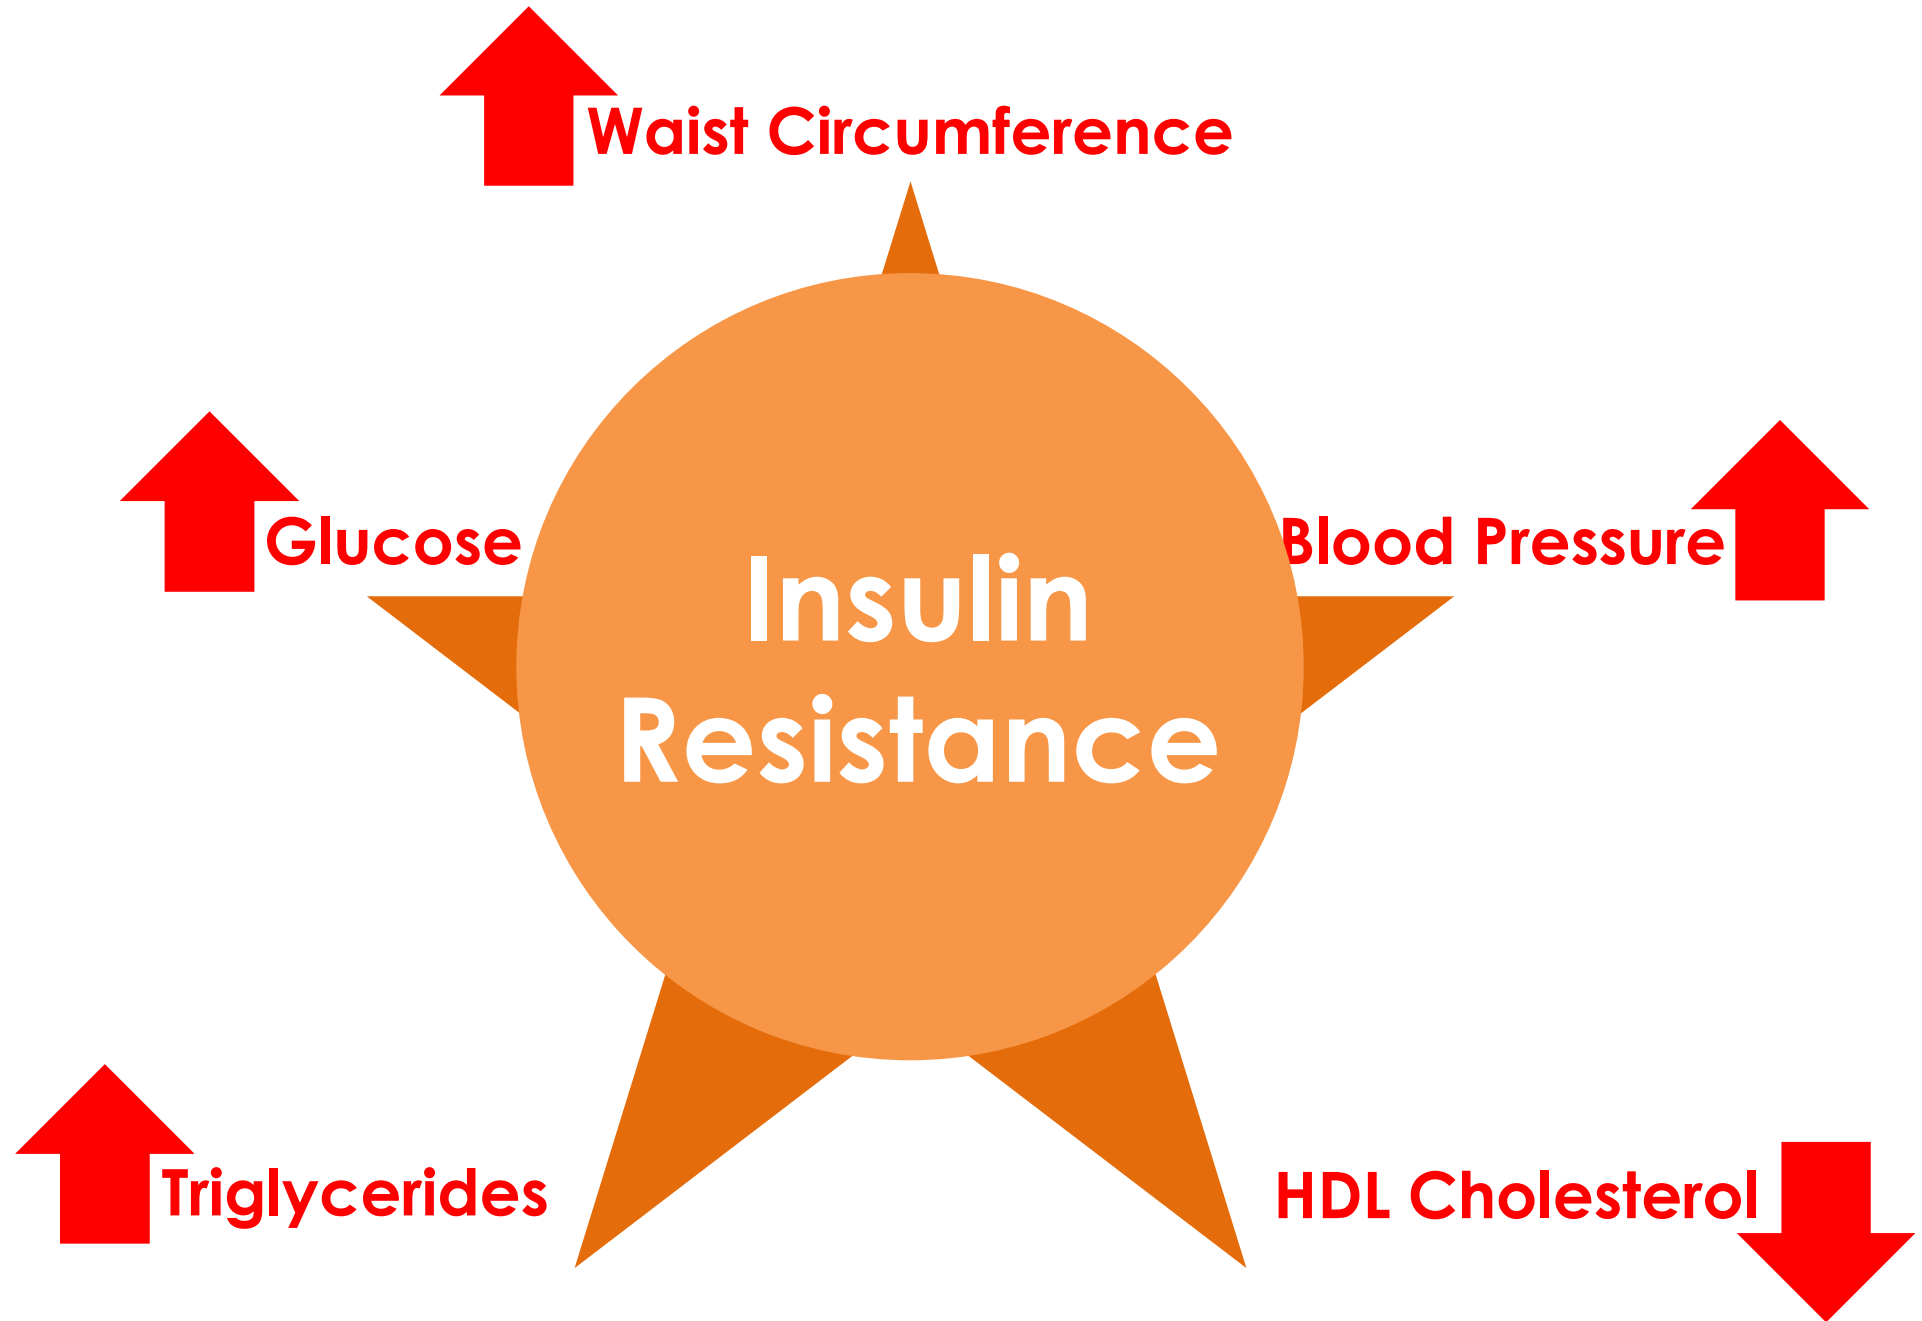 Waist Circumference
Glucose
Blood Pressure
Insulin
Resistance
Triglycerides
HDL Cholesterol